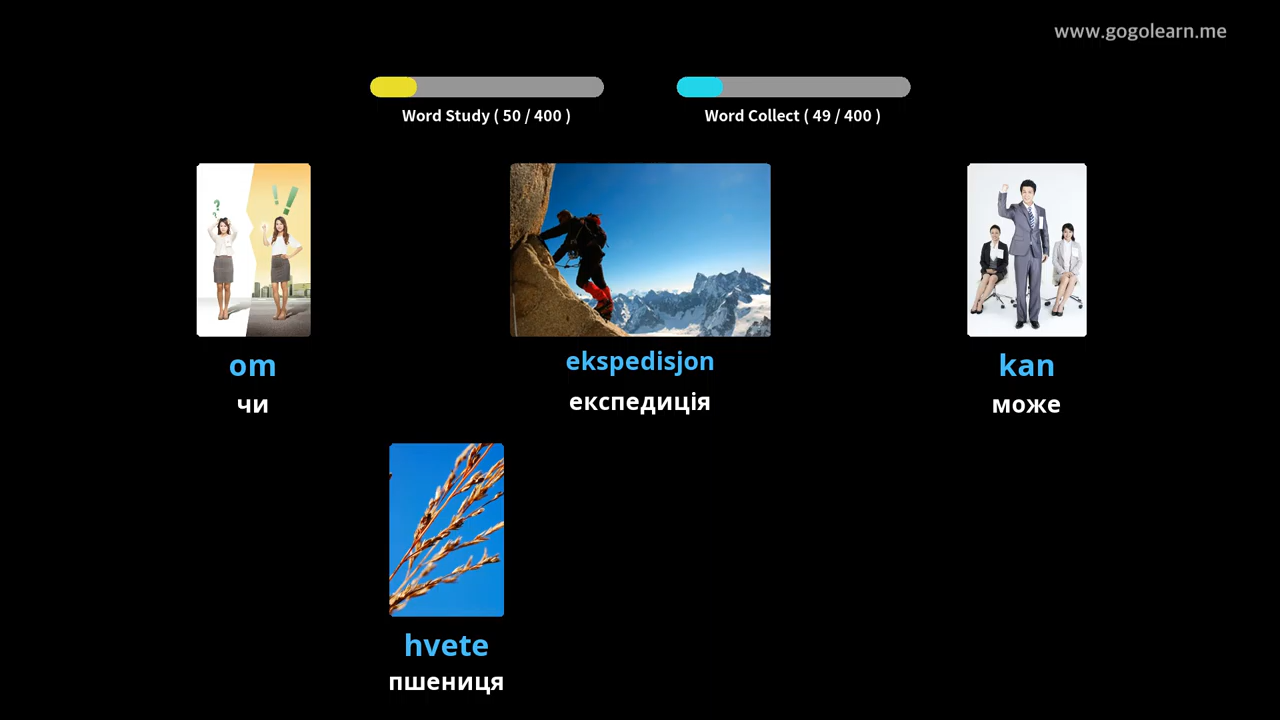 www.gogolearn.me
Word Study ( 50 / 400 )
Word Collect ( 49 / 400 )
om
чи
ekspedisjon
експедиція
kan
може
hvete
пшениця